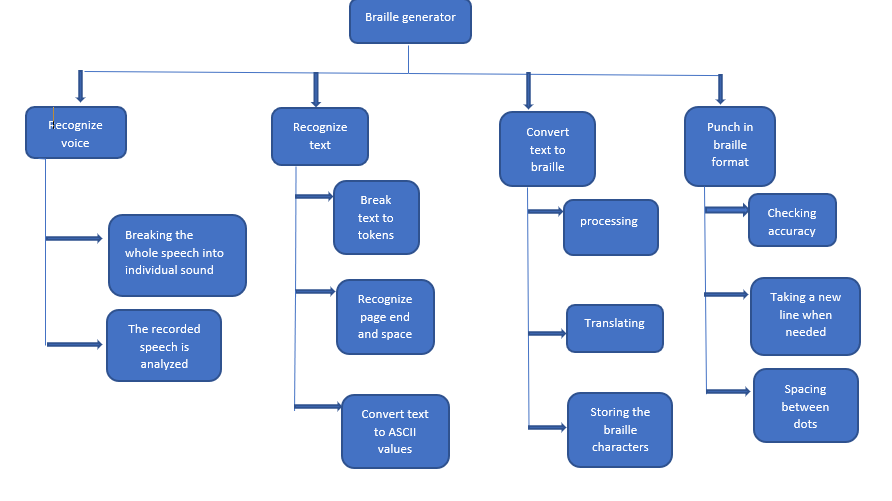 Braille generator
Recognize
voice
Breaking the
whole speech into
individual sound
The recorded
speech is
analyzed
Recognize
text
Break
text to
tokens
Recognize
page end
and space
Convert text
to ASCII
values
Convert
text to
braille
processing
Translating
Storing the
braille
characters
Punch in
braille
format
Checking
accuracy
Taking a new
line when
needed
Spacing
between
dots